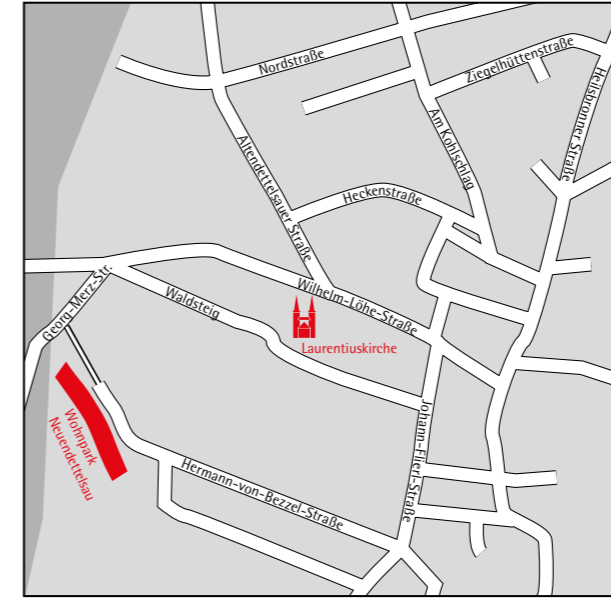 Nordstraße
Ziegelhüttenstraße
Heilsbronner Straße
Am Kohlschlag
Altendettelsauer Straße
Heckenstraße
Georg-Merz-Str.
Waldsteig
Wilhelm-Löhe-Straße
Laurentiuskirche
Wohnpark
Neuendettelsau
Johann-Flierl-Straße
Hermann-von-Bezzel-Straße